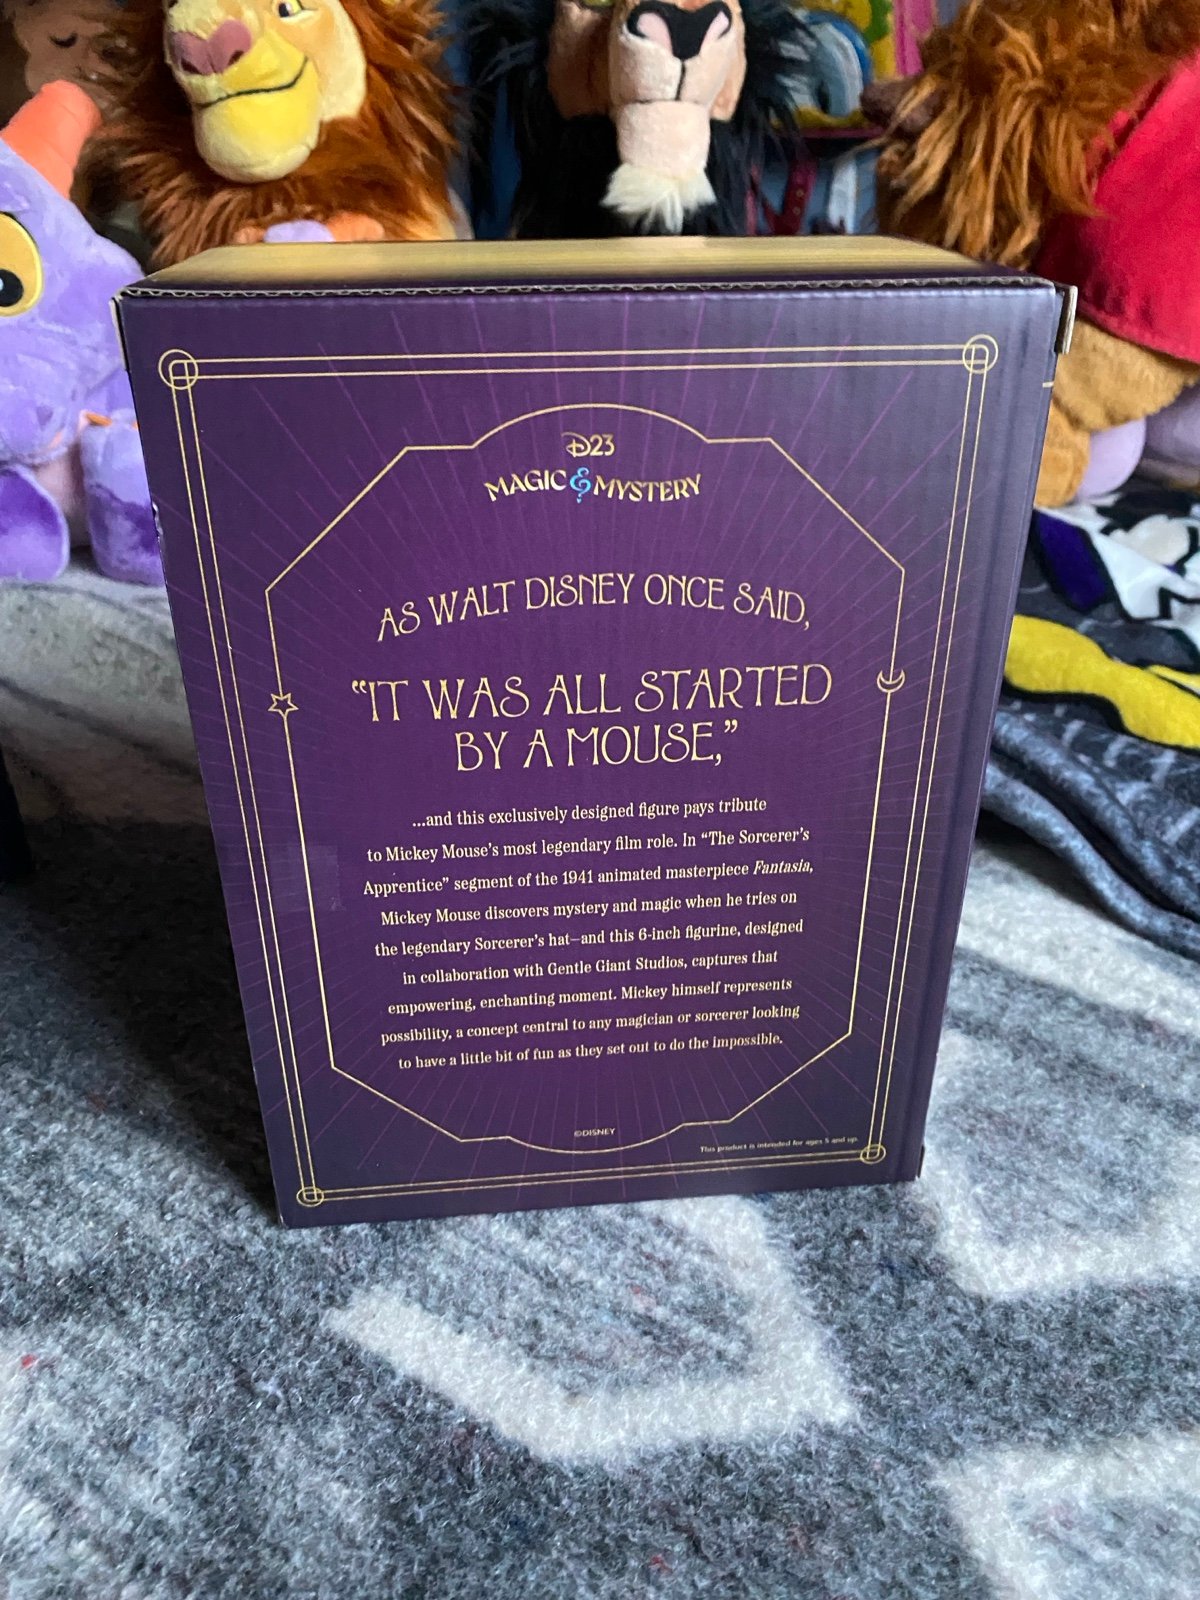 D23
MAGIC & MYSTERY
AS WALT DISNEY ONCE SAID,
“IT WAS ALL STARTED
BY A MOUSE,”
...and this exclusively designed figure pays tribute
to Mickey Mouse’s most legendary film role. In “The Sorcerer’s
Apprentice” segment of the 1941 animated masterpiece Fantasia,
Mickey Mouse discovers mystery and magic when he tries on
the legendary Sorcerer’s hat—and this 6-inch figurine, designed
in collaboration with Gentle Giant Studios, captures that
empowering, enchanting moment. Mickey himself represents
possibility, a concept central to any magician or sorcerer looking
to have a little bit of fun as they set out to do the impossible.
©DISNEY
This product is intended for ages 5 and up.